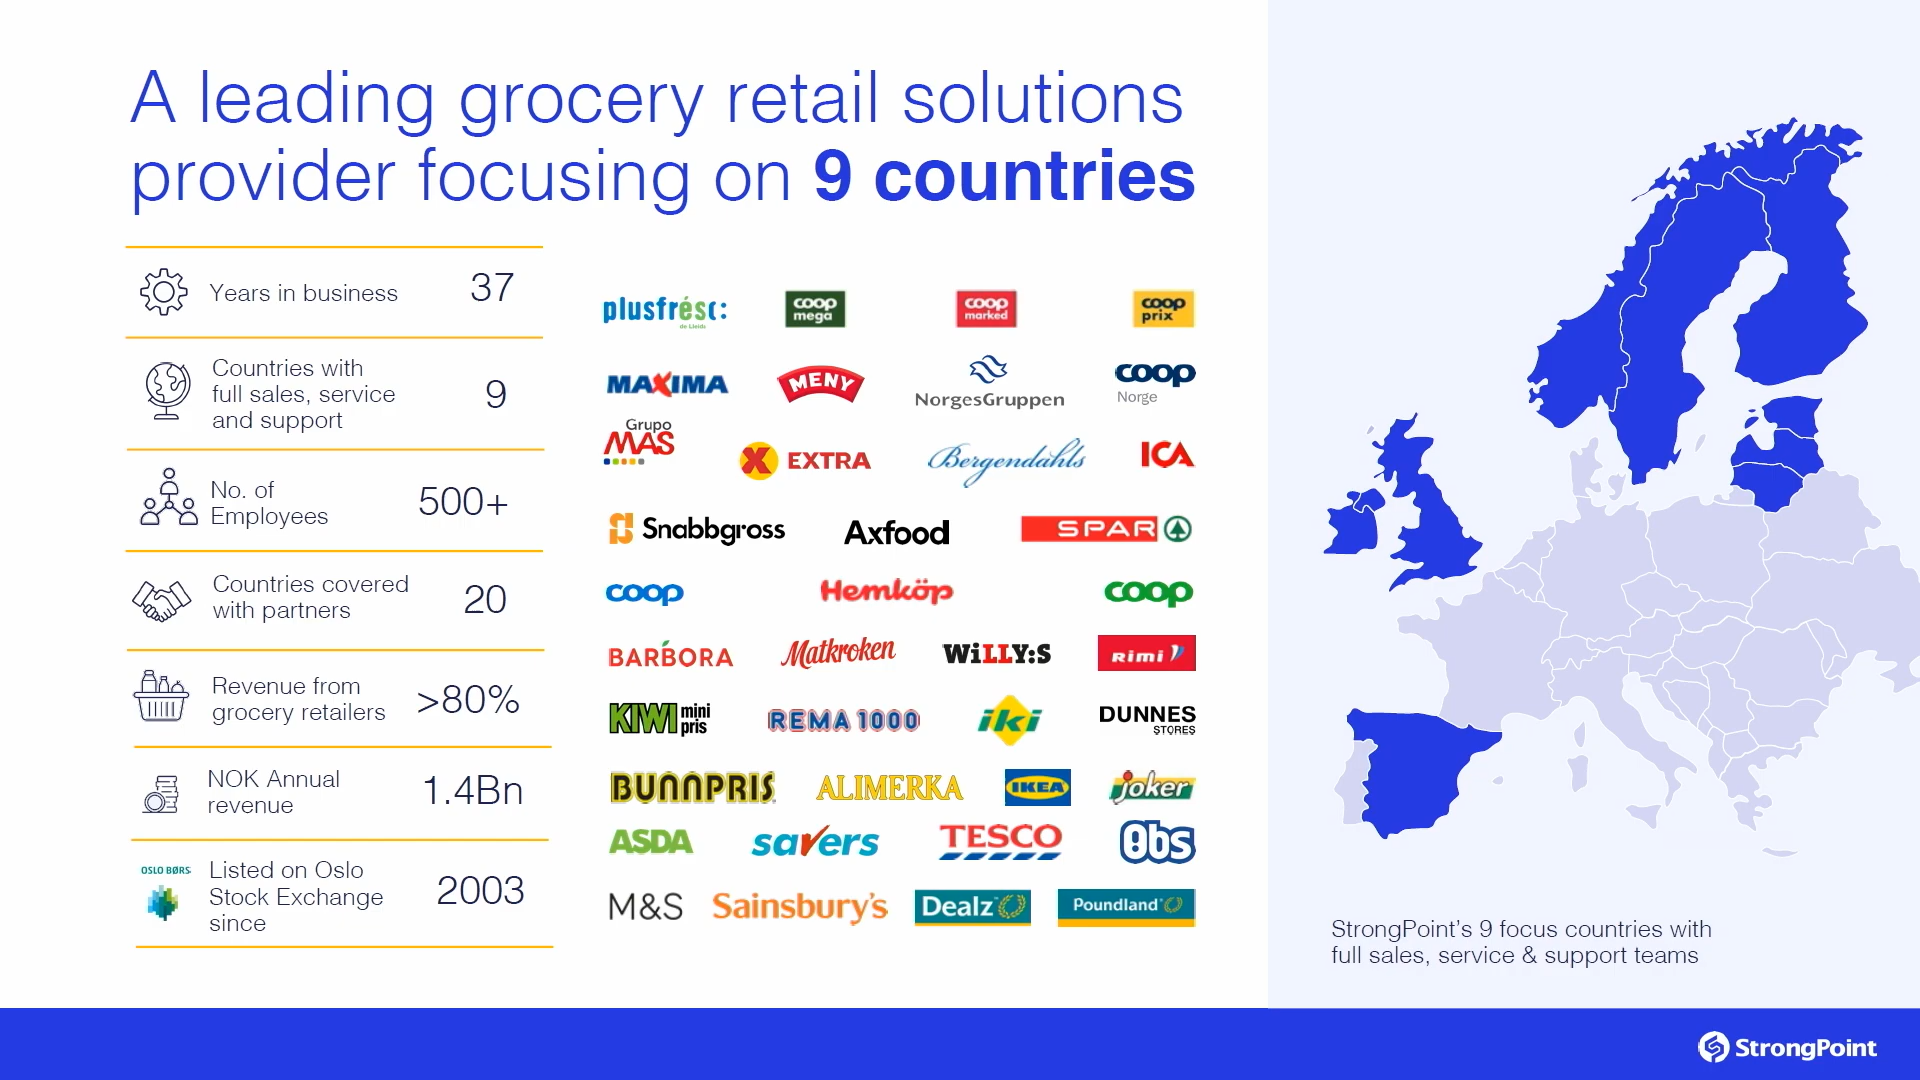 A leading grocery retail solutions
provider focusing on 9 countries
Years in business 37
Countries with
full sales, service
and support
9
No. of
Employees
500+
Countries covered
with partners
20
Revenue from
grocery retailers
>80%
NOK Annual
revenue
1.4Bn
OSLO BØRS
Listed on Oslo
Stock Exchange
since
2003
plusfrésc:
de Lleida
coop
mega
coop
marked
coop
prix
MAXIMA
MENY
NorgesGruppen
coop
Norge
Grupo
MAS
X EXTRA
Bergendahls
ICA
Snabbgross
Axfood
SPAR
coop
Hemköp
coop
BARBORA
Matkroken
WiLLY:S
Rimi
KIWI mini
pris
REMA 1000
iki
DUNNES
STORES
BUNNPRIS
ALIMERKA
IKEA
joker
ASDA
savers
TESCO
Obs
M&S
Sainsbury's
Dealz
Poundland
StrongPoint's 9 focus countries with
full sales, service & support teams
StrongPoint